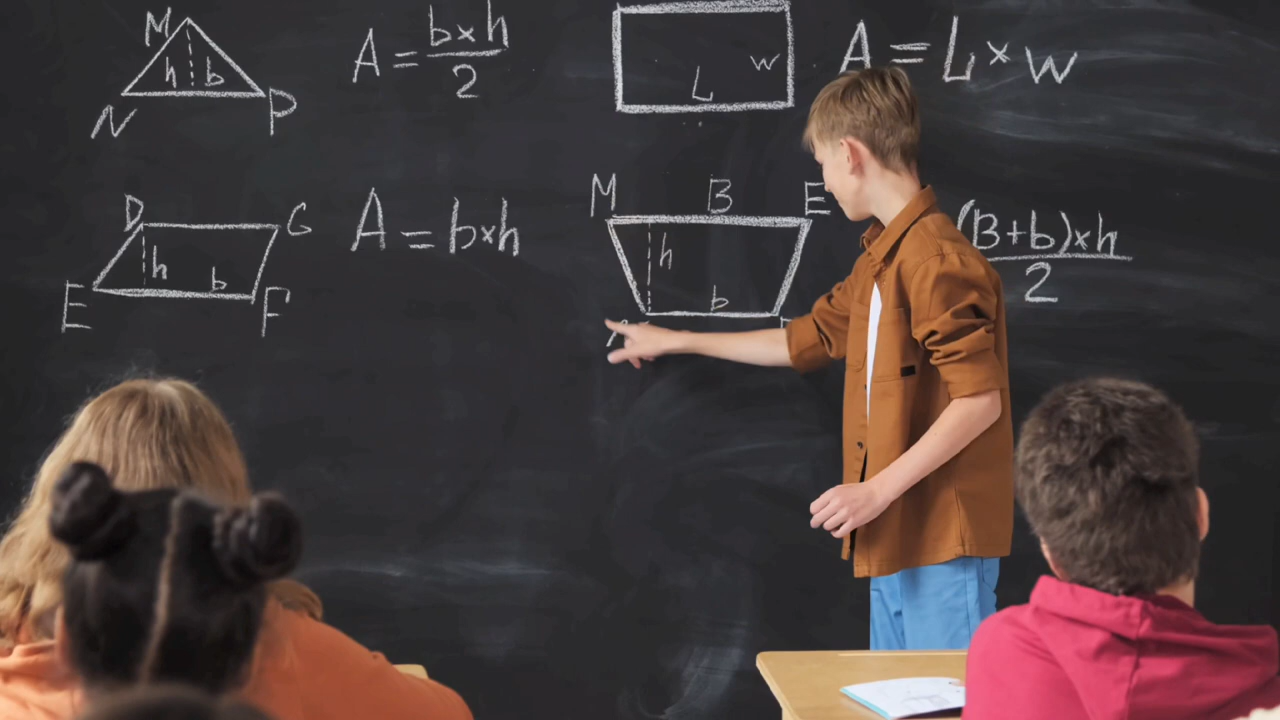 M
h b
N P
A = b×h/2
L w
A = L × w
D G
h b
E F
A = b×h
M B E
h
b
(B+b)×h/2